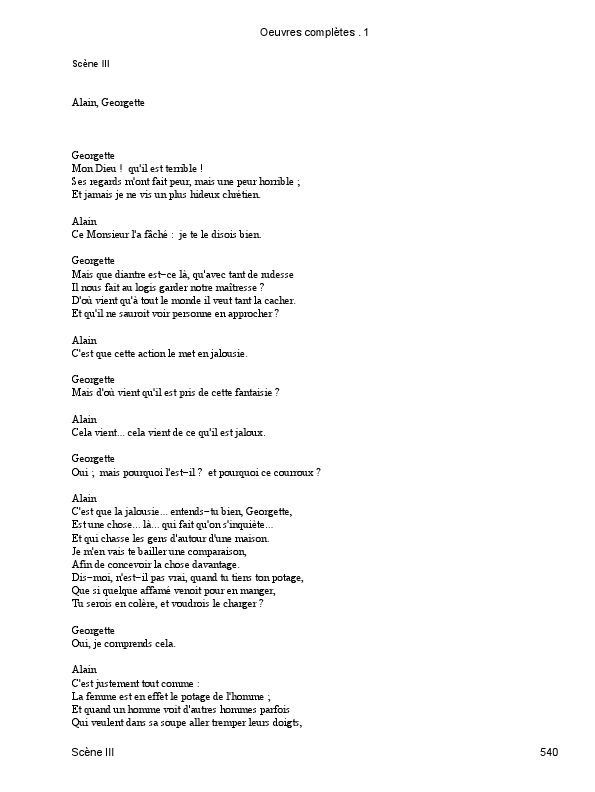 Oeuvres complètes . 1
Scène III
Alain, Georgette
Georgette
Mon Dieu ! qu'il est terrible !
Ses regards m'ont fait peur, mais une peur horrible ;
Et jamais je ne vis un plus hideux chrétien.
Alain
Ce Monsieur l'a fâché : je te le disois bien.
Georgette
Mais que diantre est−ce là, qu'avec tant de rudesse
Il nous fait au logis garder notre maîtresse ?
D'où vient qu'à tout le monde il veut tant la cacher.
Et qu'il ne sauroit voir personne en approcher ?
Alain
C'est que cette action le met en jalousie.
Georgette
Mais d'où vient qu'il est pris de cette fantaisie ?
Alain
Cela vient... cela vient de ce qu'il est jaloux.
Georgette
Oui ; mais pourquoi l'est−il ? et pourquoi ce courroux ?
Alain
C'est que la jalousie... entends−tu bien, Georgette,
Est une chose... là... qui fait qu'on s'inquiète...
Et qui chasse les gens d'autour d'une maison.
Je m'en vais te bailler une comparaison,
Afin de concevoir la chose davantage.
Dis−moi, n'est−il pas vrai, quand tu tiens ton potage,
Que si quelque affamé venoit pour en manger,
Tu serois en colère, et voudrois le charger ?
Georgette
Oui, je comprends cela.
Alain
C'est justement tout comme :
La femme est en effet le potage de l'homme ;
Et quand un homme voit d'autres hommes parfois
Qui veulent dans sa soupe aller tremper leurs doigts,
Scène III
540